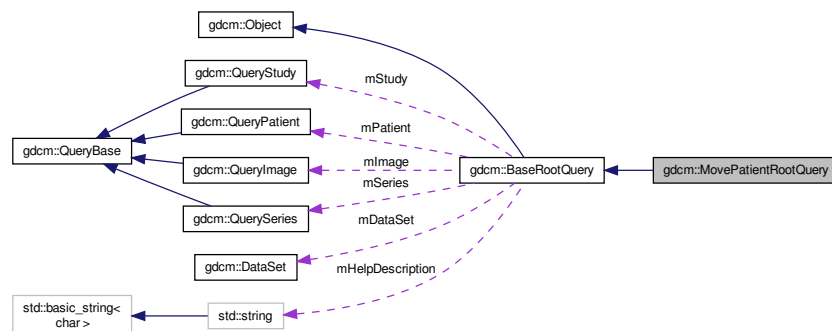 gdcm::Object
gdcm::QueryStudy
mStudy
gdcm::QueryPatient
mPatient
gdcm::QueryBase
gdcm::QueryImage
mImage
gdcm::BaseRootQuery
gdcm::MovePatientRootQuery
mSeries
gdcm::QuerySeries
mDataSet
gdcm::DataSet
mHelpDescription
std::basic_string<
char >
std::string